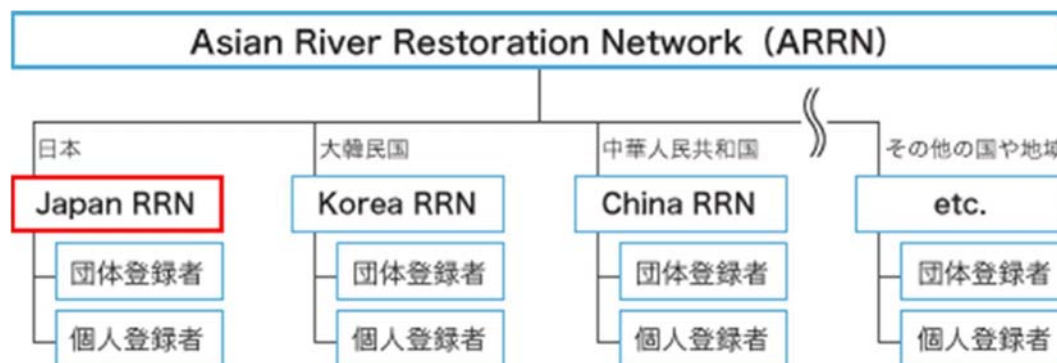 Asian River Restoration Network（ARRN）
日本
大韓民国
中華人民共和国
その他の国や地域
Japan RRN
Korea RRN
China RRN
etc.
団体登録者
団体登録者
団体登録者
団体登録者
個人登録者
個人登録者
個人登録者
個人登録者